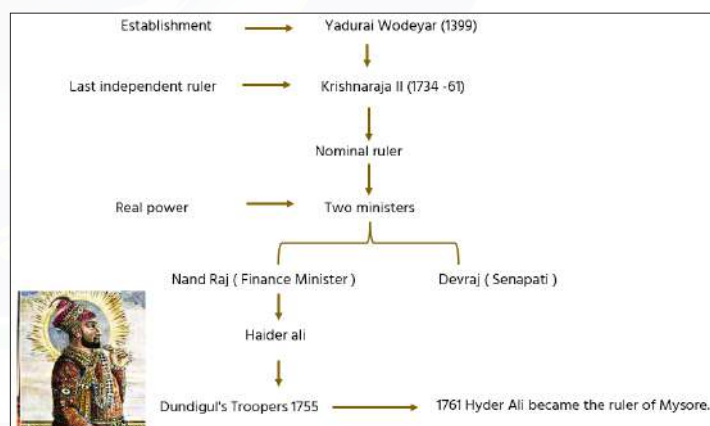 Establishment Yadurai Wodeyar (1399)
Last independent ruler Krishnaraja II (1734 -61)
Nominal ruler
Real power Two ministers
Nand Raj ( Finance Minister ) Devraj ( Senapati )
Haider ali
Dundigul's Troopers 1755 1761 Hyder Ali became the ruler of Mysore.